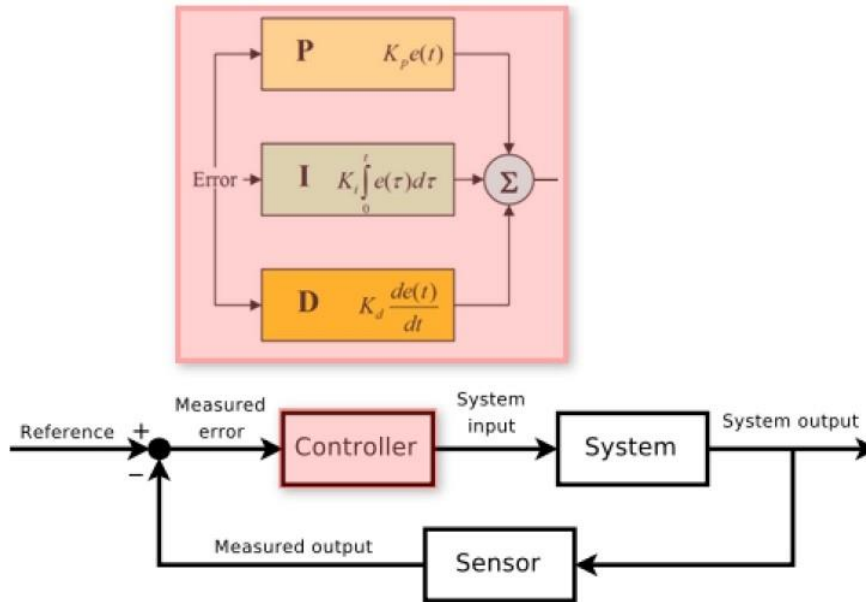 P K_p e(t)
Error
I K_i ∫_0^t e(τ)dτ
Σ
D K_d de(t)/dt
Reference
+
−
Measured
error
Controller
System
input
System
System output
Measured output
Sensor